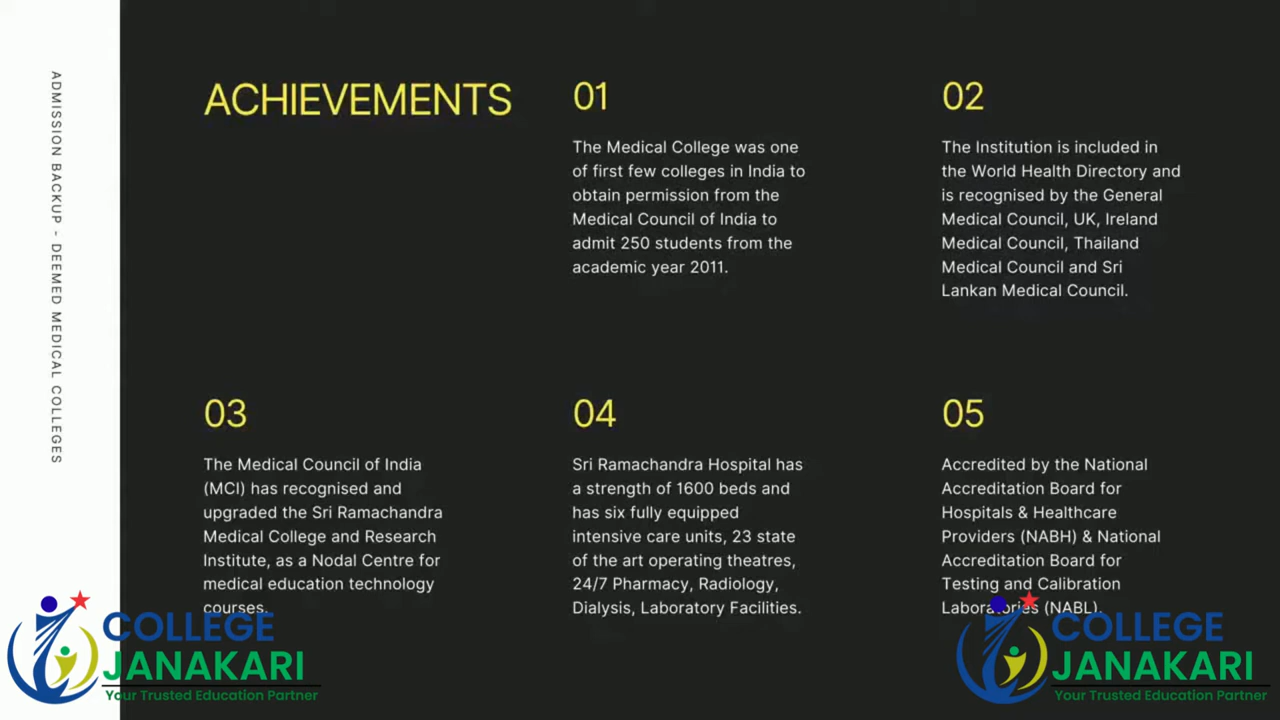 ADMISSION BACKUP - DEEMED MEDICAL COLLEGES
ACHIEVEMENTS
01
The Medical College was one
of first few colleges in India to
obtain permission from the
Medical Council of India to
admit 250 students from the
academic year 2011.
02
The Institution is included in
the World Health Directory and
is recognised by the General
Medical Council, UK, Ireland
Medical Council, Thailand
Medical Council and Sri
Lankan Medical Council.
03
The Medical Council of India
(MCI) has recognised and
upgraded the Sri Ramachandra
Medical College and Research
Institute, as a Nodal Centre for
medical education technology
courses.
04
Sri Ramachandra Hospital has
a strength of 1600 beds and
has six fully equipped
intensive care units, 23 state
of the art operating theatres,
24/7 Pharmacy, Radiology,
Dialysis, Laboratory Facilities.
05
Accredited by the National
Accreditation Board for
Hospitals & Healthcare
Providers (NABH) & National
Accreditation Board for
Testing and Calibration
Laboratories (NABL).
COLLEGE
JANAKARI
Your Trusted Education Partner
COLLEGE
JANAKARI
Your Trusted Education Partner